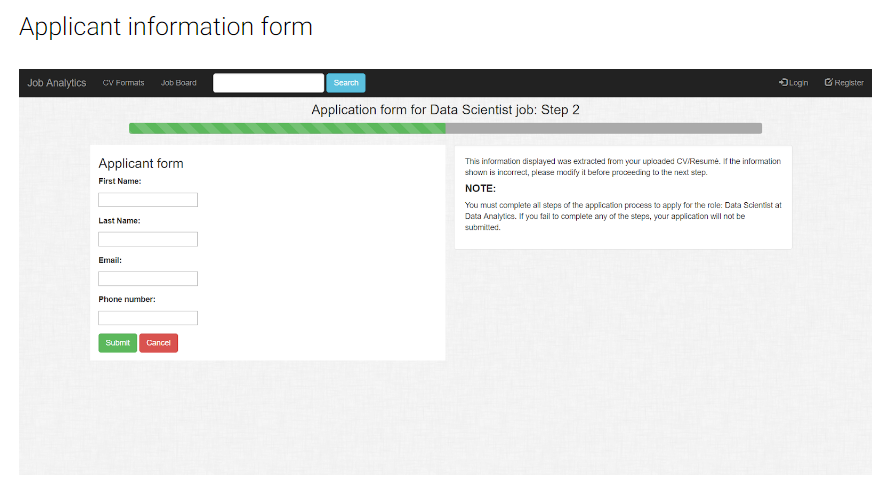 Applicant information form
Job Analytics CV Formats Job Board Search Login Register
Application form for Data Scientist job: Step 2
Applicant form
First Name:
Last Name:
Email:
Phone number:
Submit Cancel
This information displayed was extracted from your uploaded CV/Resumé. If the information
shown is incorrect, please modify it before proceeding to the next step.
NOTE:
You must complete all steps of the application process to apply for the role: Data Scientist at
Data Analytics. If you fail to complete any of the steps, your application will not be
submitted.